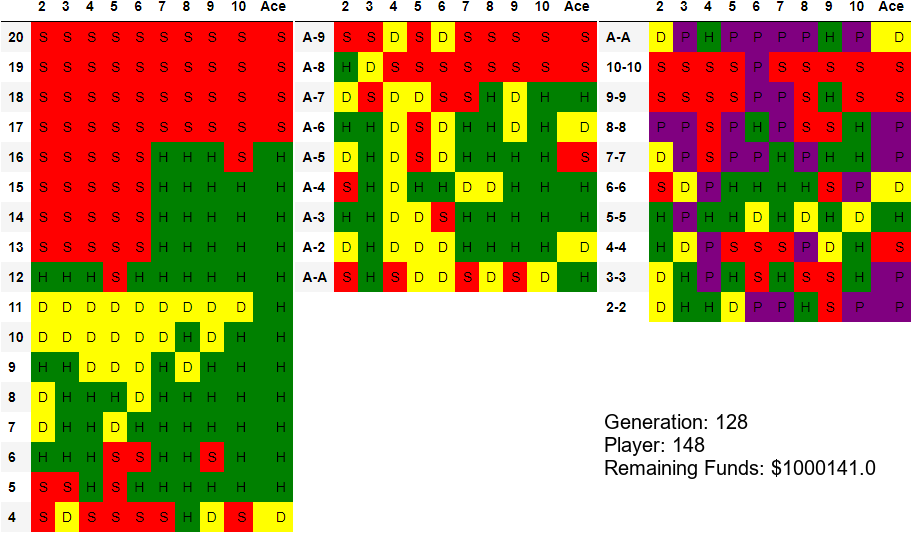 2 3 4 5 6 7 8 9 10 Ace
20 S S S S S S S S S S
19 S S S S S S S S S S
18 S S S S S S S S S S
17 S S S S S S S S S S
16 S S S S S H H H S H
15 S S S S S H H H H H
14 S S S S S H H H H H
13 S S S S S H H H H H
12 H H H S H H H H H H
11 D D D D D D D D D H
10 D D D D D D H D H H
9 H H D D D H D H H H
8 D H H H D H H H H H
7 D H H D H H H H H H
6 H H H S S H H S H H
5 S S H S H H H H H H
4 S D S S S S H D S D
2 3 4 5 6 7 8 9 10 Ace
A-9 S S D S D S S S S S
A-8 H D S S S S S S S S
A-7 D S D D S S H D H H
A-6 H H D S D H H D H D
A-5 D H D S D H H H H S
A-4 S H D H H D D H H H
A-3 H H D D S H H H H H
A-2 D H D D D H H H H D
A-A S H S D D S D S D H
2 3 4 5 6 7 8 9 10 Ace
A-A D P H P P P P H P D
10-10 S S S S P S S S S S
9-9 S S S S P P S H S S
8-8 P P S P H P S S H P
7-7 D P S P P H P H H P
6-6 S D P H H H H S P D
5-5 H P H H D H D H D H
4-4 H D P S S S P D H S
3-3 D H P H S H S S H P
2-2 D H H D P P H S P P
Generation: 128
Player: 148
Remaining Funds: $1000141.0